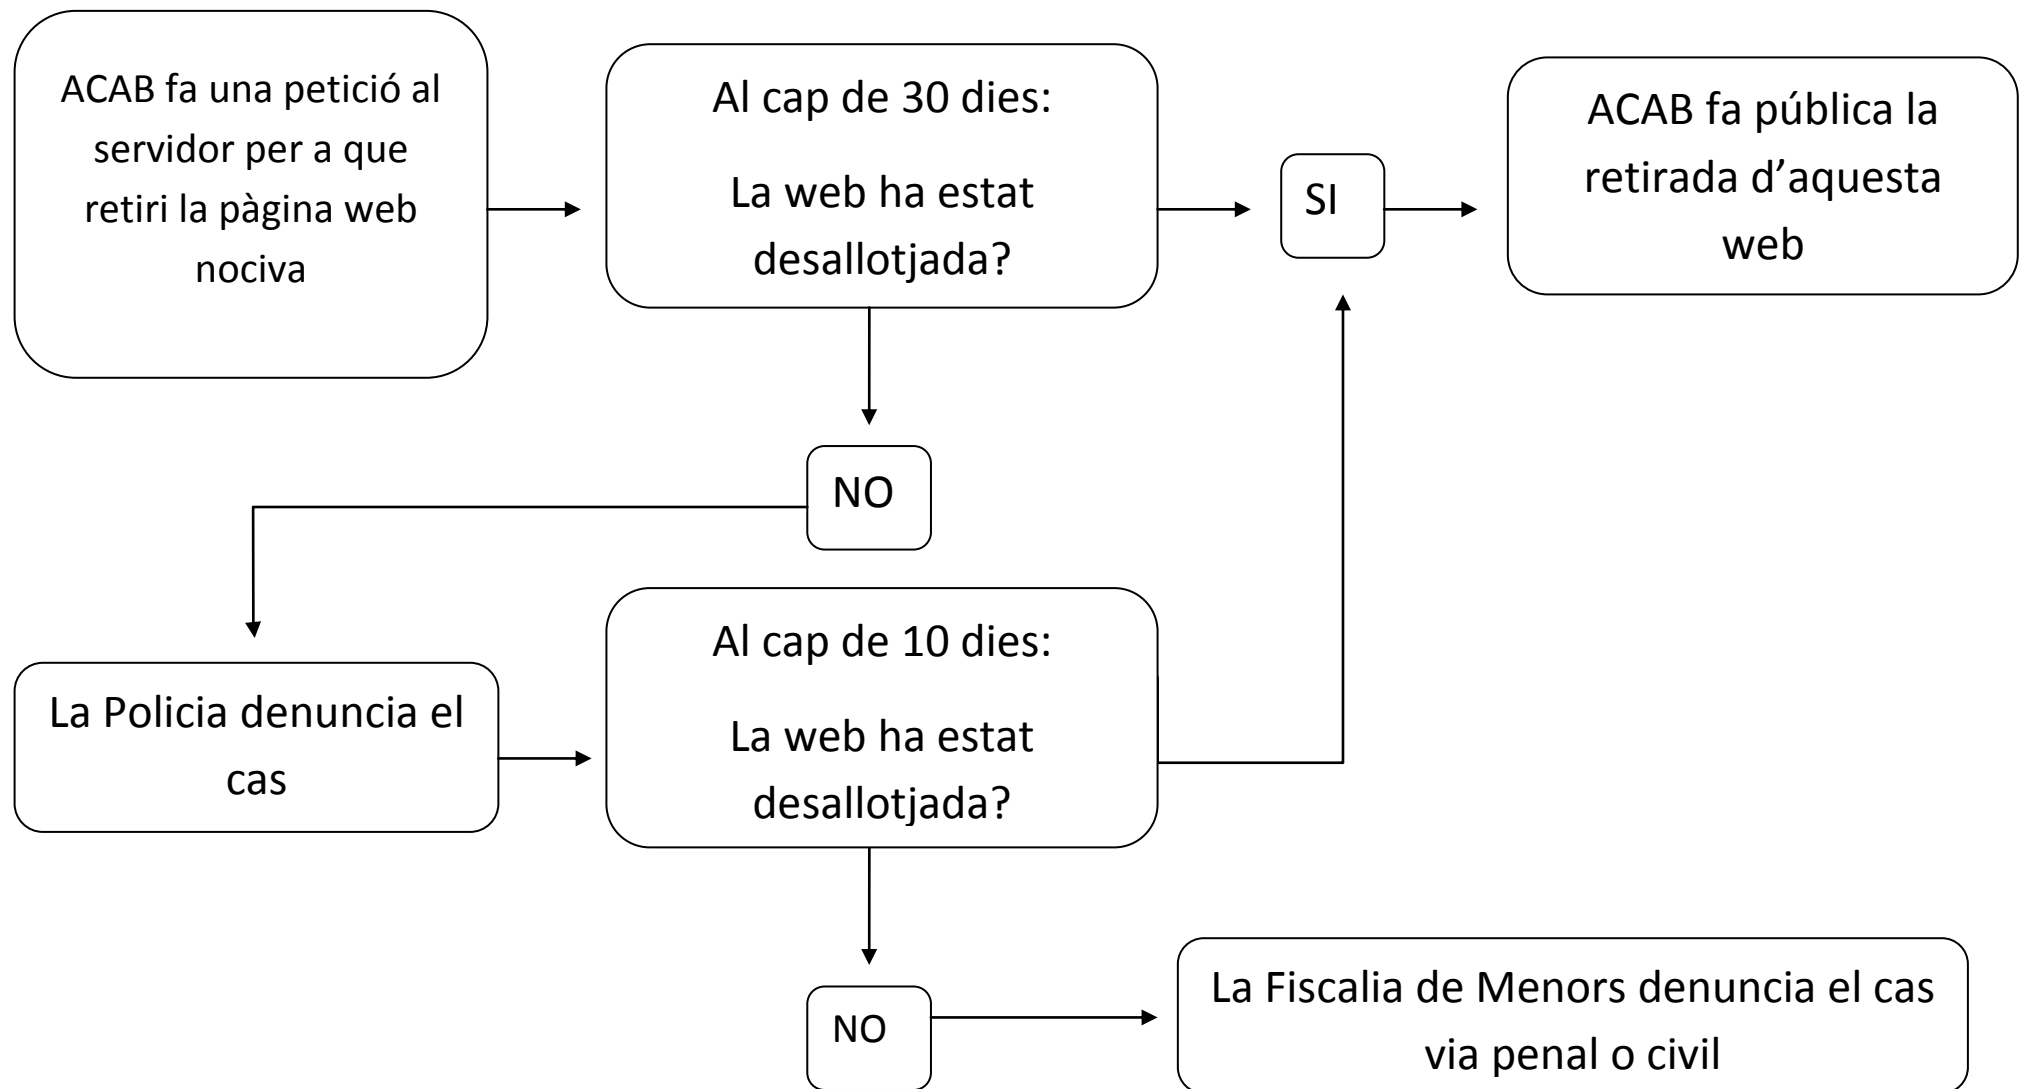 ACAB fa una petició al
servidor per a que
retiri la pàgina web
nociva
Al cap de 30 dies:
La web ha estat
desallotjada?
SI
ACAB fa pública la
retirada d’aquesta
web
NO
La Policia denuncia el
cas
Al cap de 10 dies:
La web ha estat
desallotjada?
NO
La Fiscalia de Menors denuncia el cas
via penal o civil